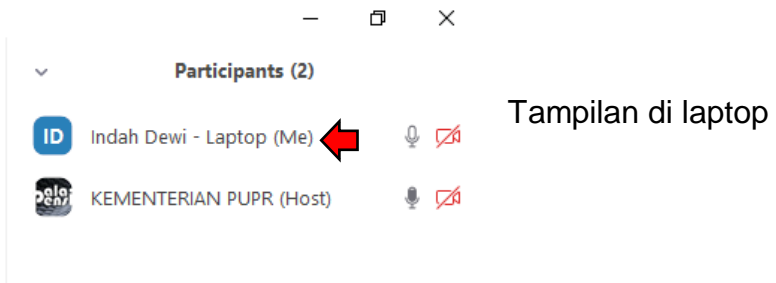 Participants (2)
ID Indah Dewi - Laptop (Me)
KEMENTERIAN PUPR (Host)
Tampilan di laptop